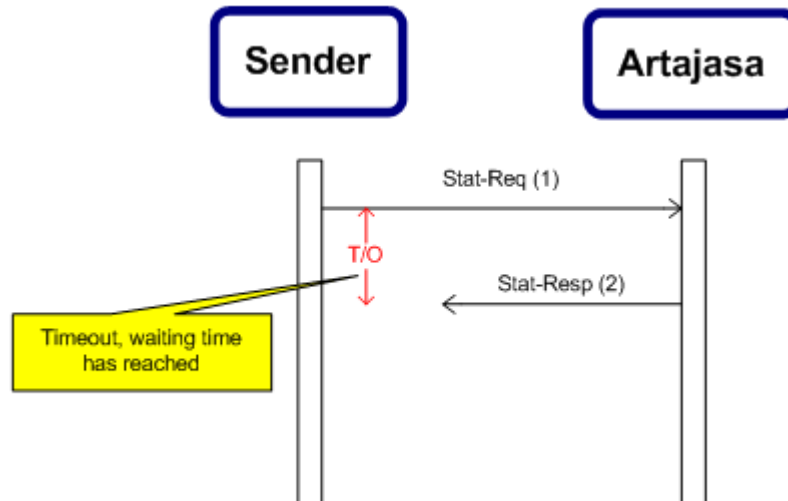 Sender
Artajasa
Stat-Req (1)
T/O
Stat-Resp (2)
Timeout, waiting time
has reached